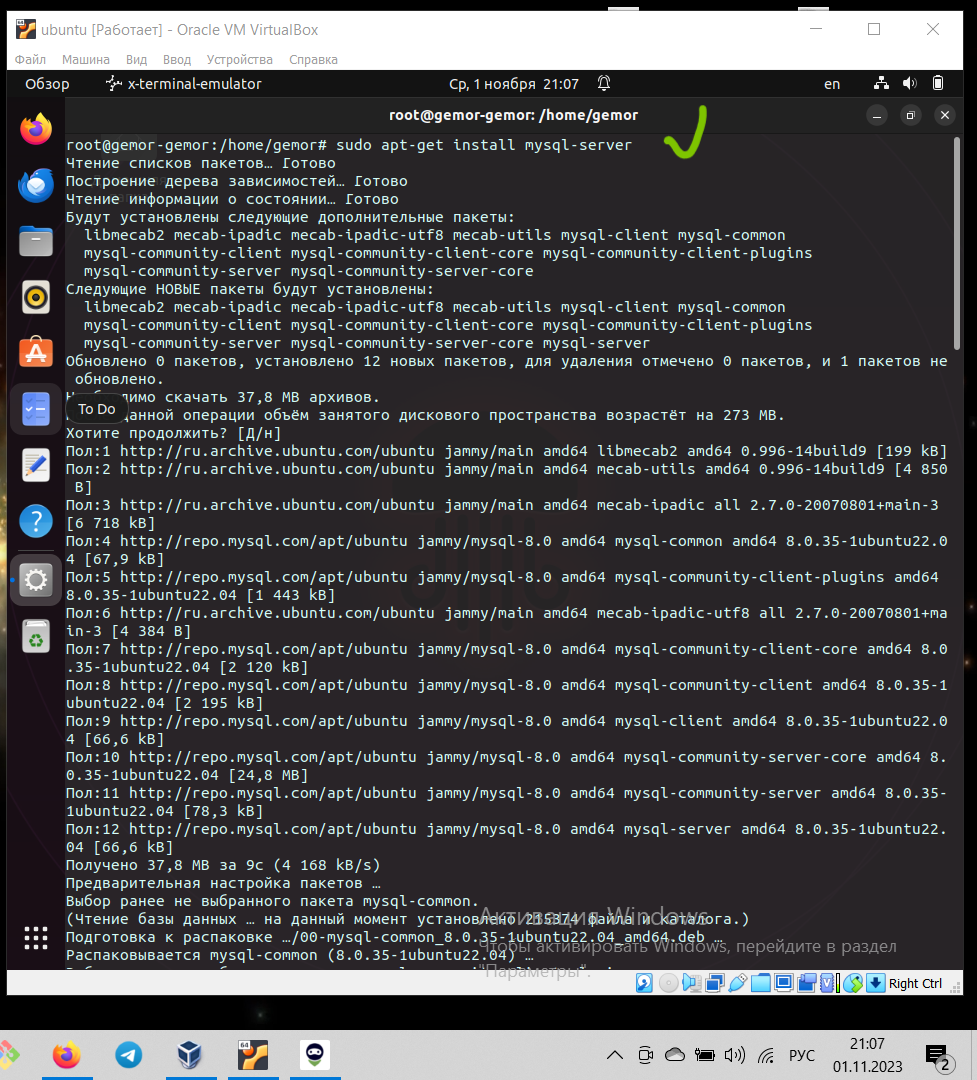 ubuntu [Работает] - Oracle VM VirtualBox
Файл Машина Вид Ввод Устройства Справка
Обзор x-terminal-emulator Ср, 1 ноября 21:07 en
root@gemor-gemor: /home/gemor
root@gemor-gemor:/home/gemor# sudo apt-get install mysql-server
Чтение списков пакетов… Готово
Построение дерева зависимостей… Готово
Чтение информации о состоянии… Готово
Будут установлены следующие дополнительные пакеты:
libmecab2 mecab-ipadic mecab-ipadic-utf8 mecab-utils mysql-client mysql-common
mysql-community-client mysql-community-client-core mysql-community-client-plugins
mysql-community-server mysql-community-server-core
Следующие НОВЫЕ пакеты будут установлены:
libmecab2 mecab-ipadic mecab-ipadic-utf8 mecab-utils mysql-client mysql-common
mysql-community-client mysql-community-client-core mysql-community-client-plugins
mysql-community-server mysql-community-server-core mysql-server
Обновлено 0 пакетов, установлено 12 новых пакетов, для удаления отмечено 0 пакетов, и 1 пакетов не
обновлено.
скачать 37,8 MB архивов.
To Do
данной операции объём занятого дискового пространства возрастёт на 273 MB.
Хотите продолжить? [Д/н]
Пол:1 http://ru.archive.ubuntu.com/ubuntu jammy/main amd64 libmecab2 amd64 0.996-14build9 [199 kB]
Пол:2 http://ru.archive.ubuntu.com/ubuntu jammy/main amd64 mecab-utils amd64 0.996-14build9 [4 850
B]
Пол:3 http://ru.archive.ubuntu.com/ubuntu jammy/main amd64 mecab-ipadic all 2.7.0-20070801+main-3
[6 718 kB]
Пол:4 http://repo.mysql.com/apt/ubuntu jammy/mysql-8.0 amd64 mysql-common amd64 8.0.35-1ubuntu22.0
4 [67,9 kB]
Пол:5 http://repo.mysql.com/apt/ubuntu jammy/mysql-8.0 amd64 mysql-community-client-plugins amd64
8.0.35-1ubuntu22.04 [1 443 kB]
Пол:6 http://ru.archive.ubuntu.com/ubuntu jammy/main amd64 mecab-ipadic-utf8 all 2.7.0-20070801+ma
in-3 [4 384 B]
Пол:7 http://repo.mysql.com/apt/ubuntu jammy/mysql-8.0 amd64 mysql-community-client-core amd64 8.0
.35-1ubuntu22.04 [2 120 kB]
Пол:8 http://repo.mysql.com/apt/ubuntu jammy/mysql-8.0 amd64 mysql-community-client amd64 8.0.35-1
ubuntu22.04 [2 195 kB]
Пол:9 http://repo.mysql.com/apt/ubuntu jammy/mysql-8.0 amd64 mysql-client amd64 8.0.35-1ubuntu22.0
4 [66,6 kB]
Пол:10 http://repo.mysql.com/apt/ubuntu jammy/mysql-8.0 amd64 mysql-community-server-core amd64 8.
0.35-1ubuntu22.04 [24,8 MB]
Пол:11 http://repo.mysql.com/apt/ubuntu jammy/mysql-8.0 amd64 mysql-community-server amd64 8.0.35-
1ubuntu22.04 [78,3 kB]
Пол:12 http://repo.mysql.com/apt/ubuntu jammy/mysql-8.0 amd64 mysql-server amd64 8.0.35-1ubuntu22.
04 [66,6 kB]
Получено 37,8 MB за 9с (4 168 kB/s)
Предварительная настройка пакетов …
Выбор ранее не выбранного пакета mysql-common.
Активация Windows
(Чтение базы данных … на данный момент установлено файла и каталога.)
Подготовка к распаковке …/00-mysql-common_8.0.35-1ubuntu22.04_amd64.deb …
Чтобы активировать Windows, перейдите в раздел
Распаковывается mysql-common (8.0.35-1ubuntu22.04) …
"Параметры".
Right Ctrl
64
РУС
21:07
01.11.2023
2